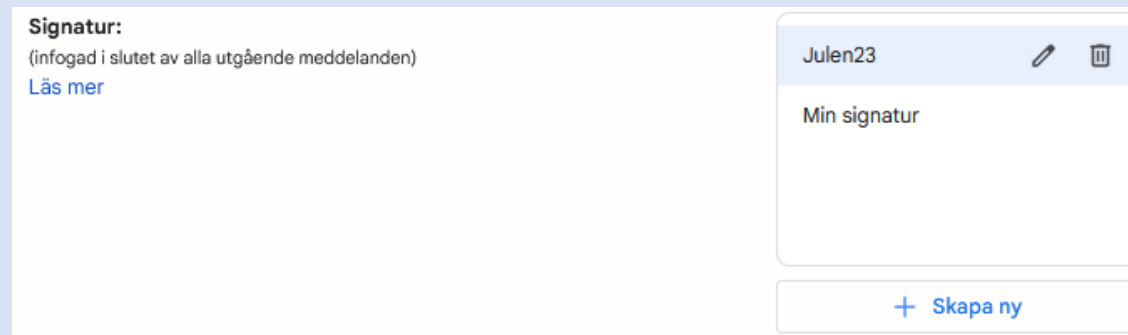 Signatur:
(infogad i slutet av alla utgående meddelanden)
Läs mer
Julen23
Min signatur
Skapa ny